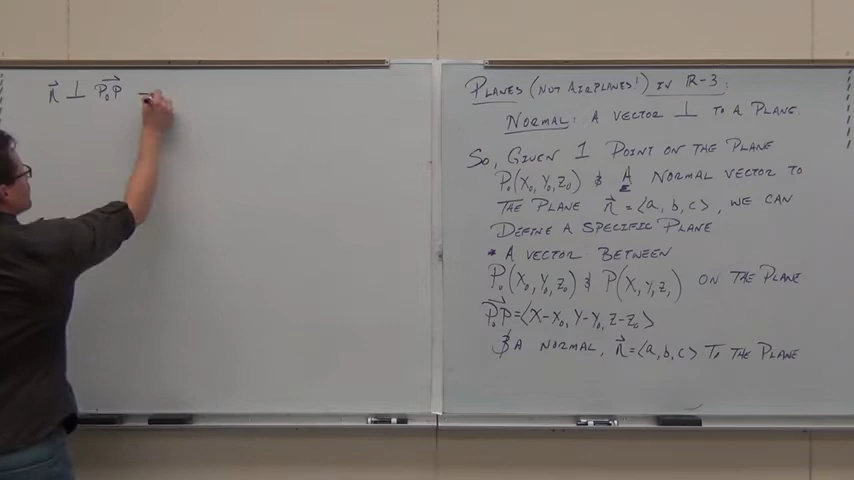 n⃗ ⊥ P₀P⃗ —
PLANES (NOT AIRPLANES!) IN R-3:
NORMAL: A VECTOR ⊥ TO A PLANE.
SO, GIVEN 1 POINT ON THE PLANE
P₀(X₀, Y₀, Z₀) & A NORMAL VECTOR TO
THE PLANE n⃗ = <a, b, c>, WE CAN
DEFINE A SPECIFIC PLANE
* A VECTOR BETWEEN
P₀(X₀, Y₀, Z₀) & P(X, Y, Z) ON THE PLANE
P₀P⃗ = <X-X₀, Y-Y₀, Z-Z₀>
& A NORMAL, n⃗ = <a, b, c> TO THE PLANE